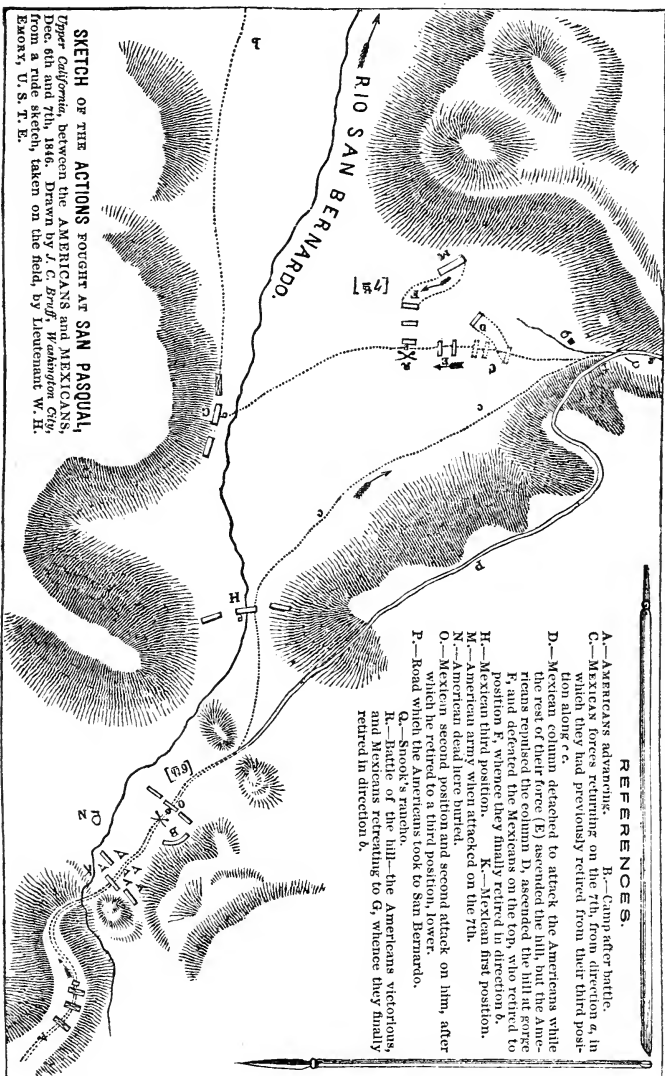 SKETCH OF THE ACTIONS FOUGHT AT SAN PASQUAL,
Upper California, between the AMERICANS and MEXICANS,
Dec. 6th and 7th, 1846. Drawn by J. C. Bruff, Washington City,
from a rude sketch, taken on the field, by Lieutenant W. H.
EMORY, U. S. T. E.
RIO SAN BERNARDO.
REFERENCES.
A.—AMERICANS advancing. B.—Camp after battle.
C.—MEXICAN forces returning on the 7th, from direction a, in
which they had previously retired from their third posi-
tion along c c.
D.—Mexican column detached to attack the Americans while
the rest of their force (E) ascended the hill, but the Ame-
ricans repulsed the column D, ascended the hill at gorge
F, and defeated the Mexicans on the top, who retired to
position F, whence they finally retired in direction b.
H.—Mexican third position. K.—Mexican first position.
M.—American army when attacked on the 7th.
N.—American dead here buried.
O.—Mexican second position and second attack on him, after
which he retired to a third position, lower.
P.—Road which the Americans took to San Bernardo.
Q.—Snook's rancho.
R.—Battle of the hill—the Americans victorious,
and Mexicans retreating to G, whence they finally
retired in direction b.
b
M
[7th]
F
R
E
D
C
c
c
G
P
H
[6th]
O
B
N
A
A
A
A